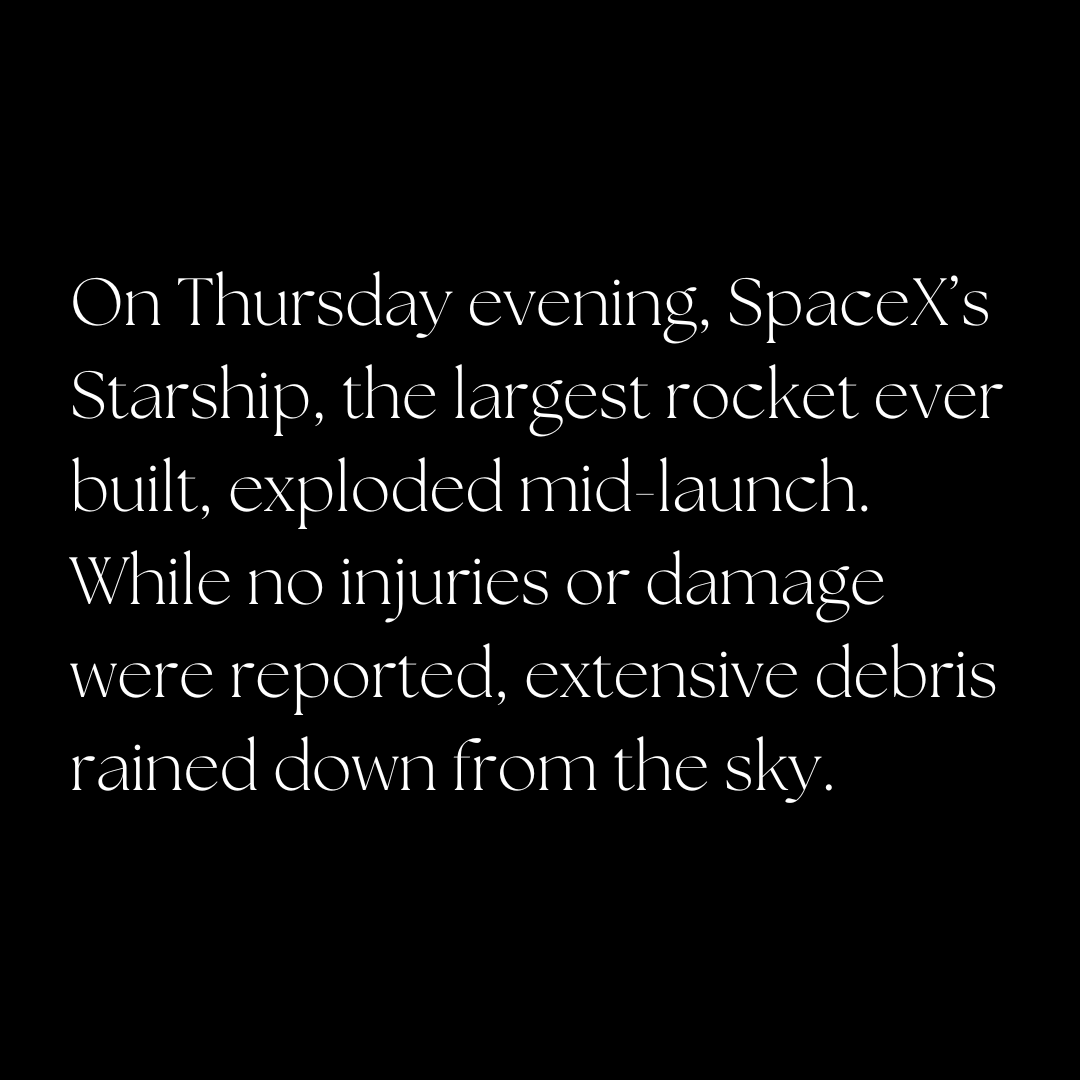 On Thursday evening, SpaceX’s
Starship, the largest rocket ever
built, exploded mid-launch.
While no injuries or damage
were reported, extensive debris
rained down from the sky.